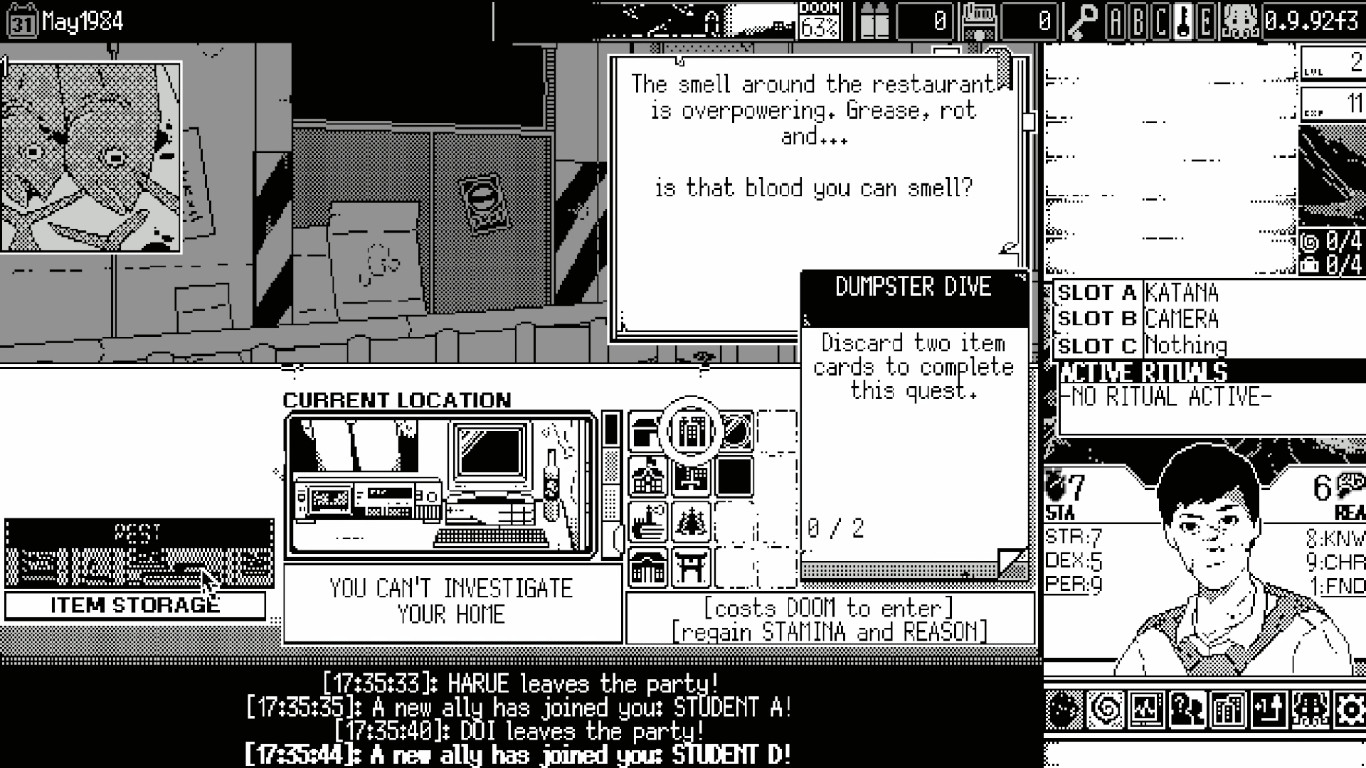 31 May1984
DOOM
63%
0
0
A B C E
0.9.92f3
The smell around the restaurant
is overpowering. Grease, rot
and...
is that blood you can smell?
LVL 2
EXP 11
0/4
0/4
DUMPSTER DIVE
Discard two item
cards to complete
this quest.
0 / 2
SLOT A KATANA
SLOT B CAMERA
SLOT C Nothing
ACTIVE RITUALS
-NO RITUAL ACTIVE-
CURRENT LOCATION
REST
ITEM STORAGE
YOU CAN'T INVESTIGATE
YOUR HOME
[costs DOOM to enter]
[regain STAMINA and REASON]
7
STA
6
REA
STR:7
DEX:5
PER:9
8:KNW
9:CHR
1:FND
[17:35:33]: HARUE leaves the party!
[17:35:35]: A new ally has joined you: STUDENT A!
[17:35:40]: DOI leaves the party!
[17:35:44]: A new ally has joined you: STUDENT D!